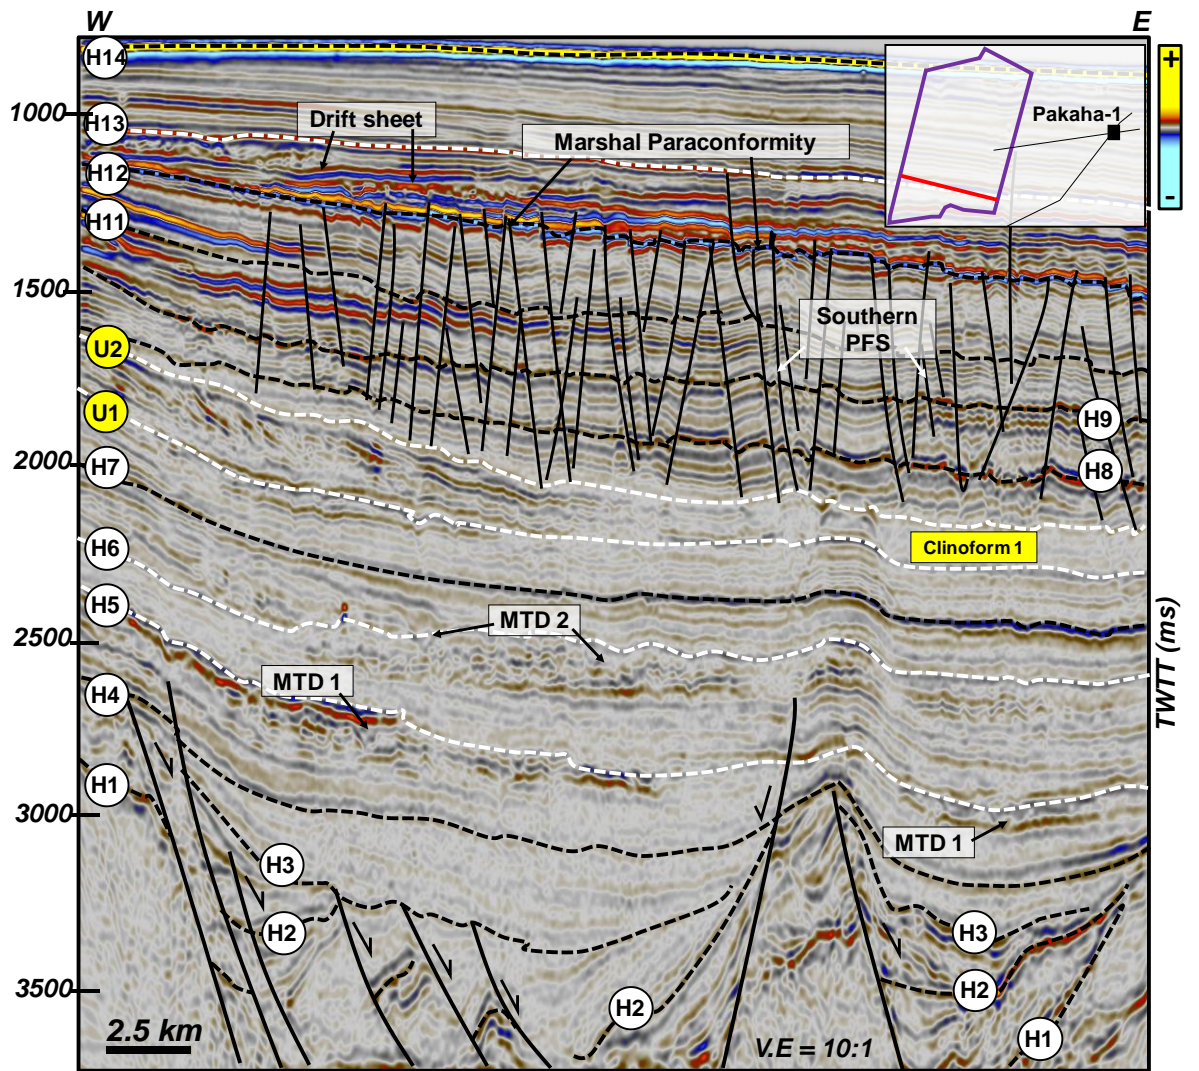 W
E
H14
+
-
Pakaha-1
1000
H13
Drift sheet
Marshal Paraconformity
H12
H11
1500
Southern
PFS
U2
U1
H9
2000
H7
H8
H6
Clinoform 1
H5
MTD 2
2500
TWTT (ms)
MTD 1
H4
H1
3000
MTD 1
H3
H2
H3
3500
H2
H2
H1
2.5 km
V.E = 10:1